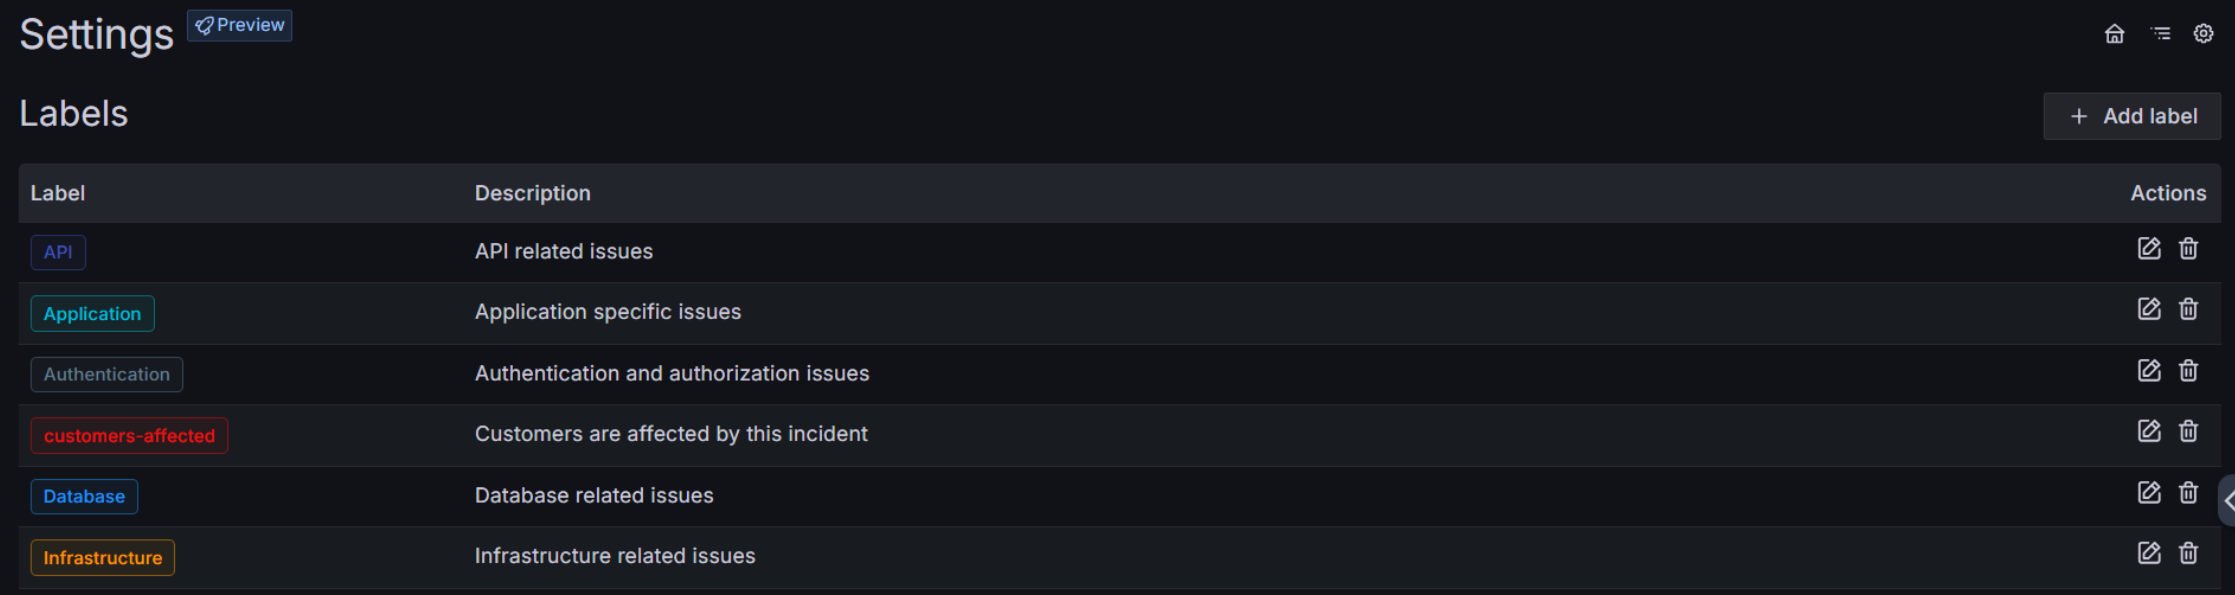 Settings Preview
Labels
+ Add label
Label Description Actions
API API related issues
Application Application specific issues
Authentication Authentication and authorization issues
customers-affected Customers are affected by this incident
Database Database related issues
Infrastructure Infrastructure related issues